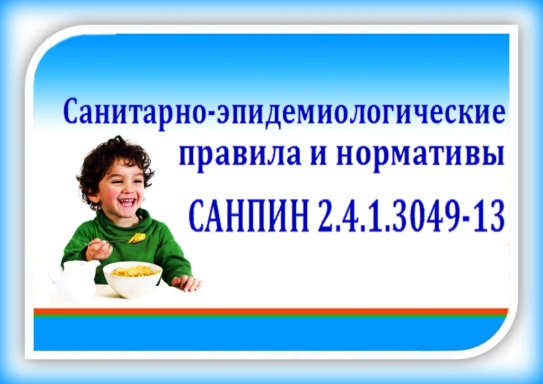 Санитарно-эпидемиологические
правила и нормативы
САНПИН 2.4.1.3049-13